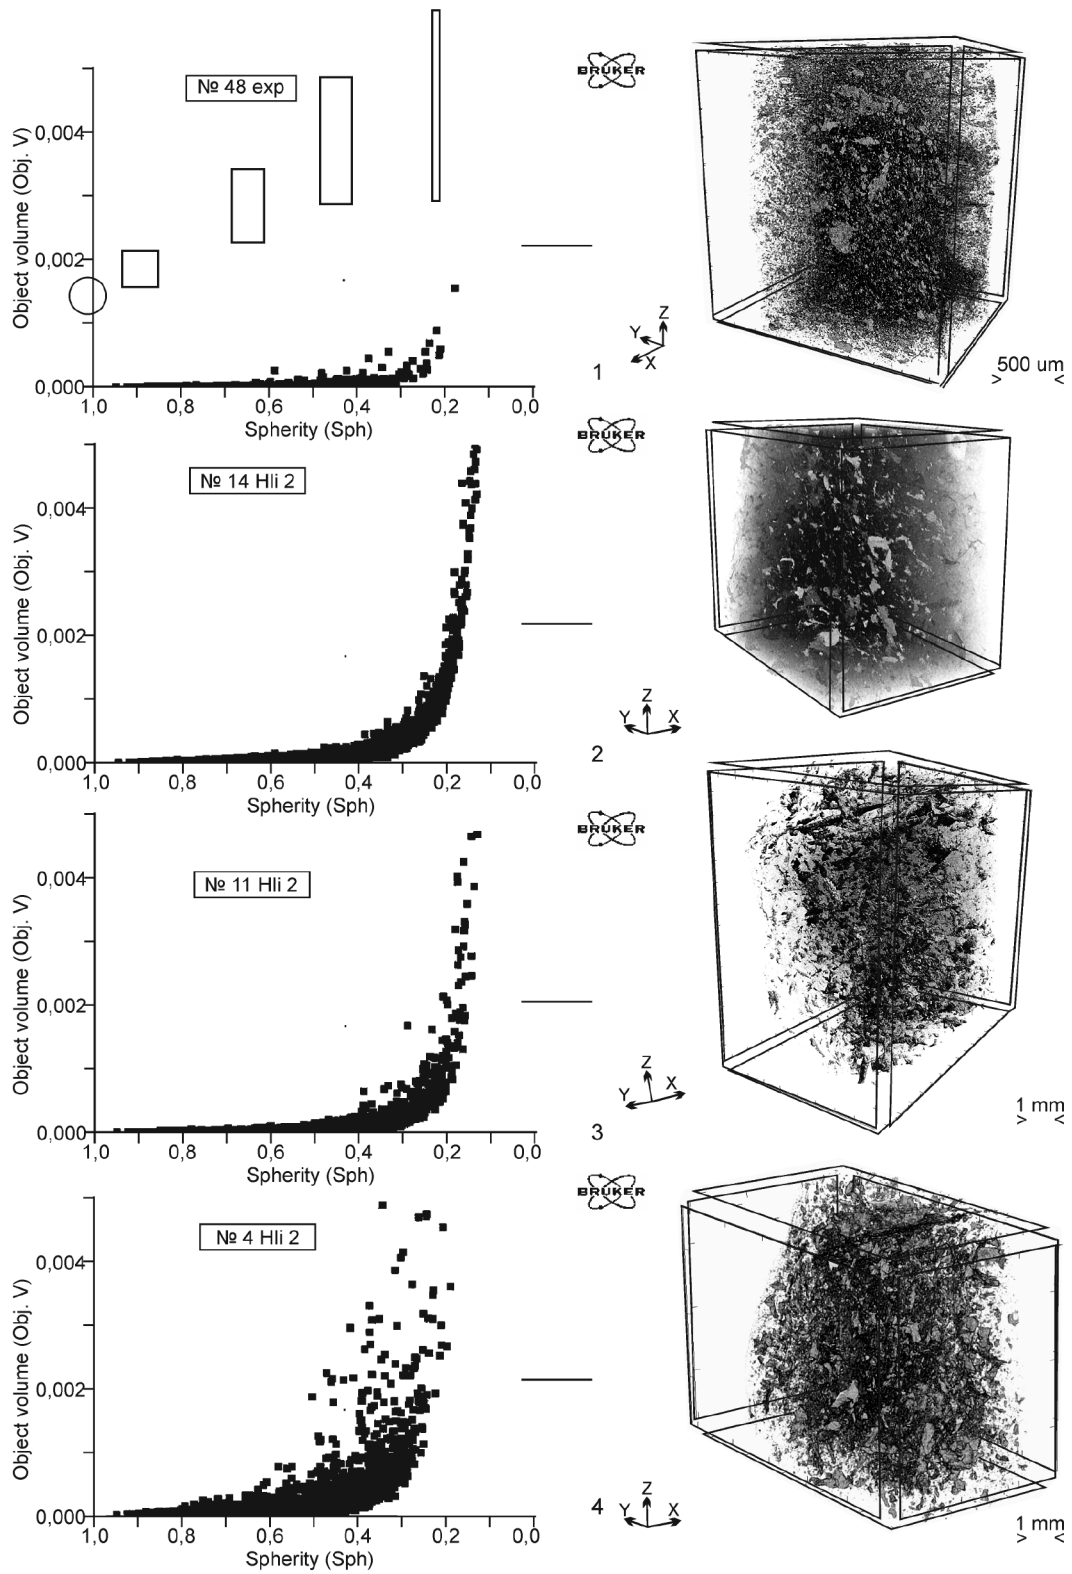 № 48 exp
Object volume (Obj. V)
0,004
0,002
0,000
1,0 0,8 0,6 0,4 0,2 0,0
Spherity (Sph)
BRUKER
Z
Y
X
1
500 um
> <
№ 14 Hli 2
Object volume (Obj. V)
0,004
0,002
0,000
1,0 0,8 0,6 0,4 0,2 0,0
Spherity (Sph)
BRUKER
Z
Y X
2
№ 11 Hli 2
Object volume (Obj. V)
0,004
0,002
0,000
1,0 0,8 0,6 0,4 0,2 0,0
Spherity (Sph)
BRUKER
Z
Y X
3
1 mm
> <
№ 4 Hli 2
Object volume (Obj. V)
0,004
0,002
0,000
1,0 0,8 0,6 0,4 0,2 0,0
Spherity (Sph)
BRUKER
Z
Y X
4
1 mm
> <